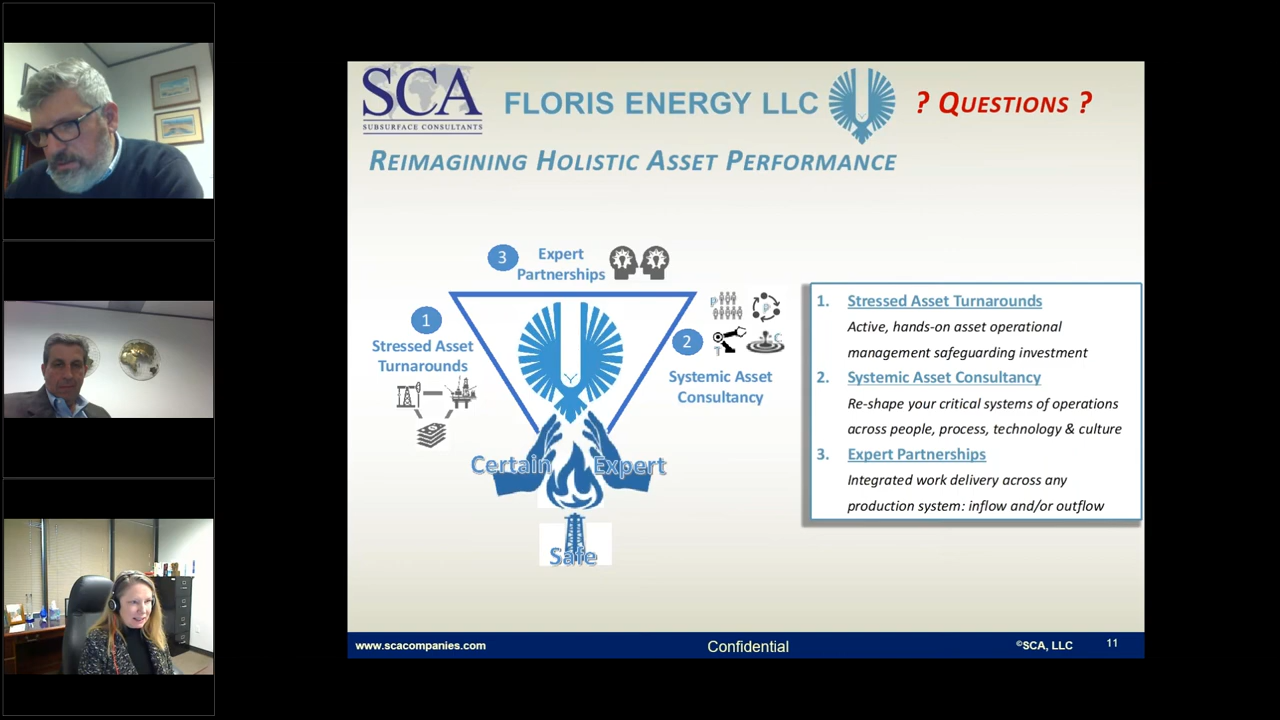 SCA
SUBSURFACE CONSULTANTS
FLORIS ENERGY LLC
? QUESTIONS ?
REIMAGINING HOLISTIC ASSET PERFORMANCE
3
Expert
Partnerships
1
Stressed Asset
Turnarounds
P
P
T
C
2
Systemic Asset
Consultancy
Certain
Expert
Safe
1. Stressed Asset Turnarounds
Active, hands-on asset operational
management safeguarding investment
2. Systemic Asset Consultancy
Re-shape your critical systems of operations
across people, process, technology & culture
3. Expert Partnerships
Integrated work delivery across any
production system: inflow and/or outflow
www.scacompanies.com
Confidential
©SCA, LLC
11